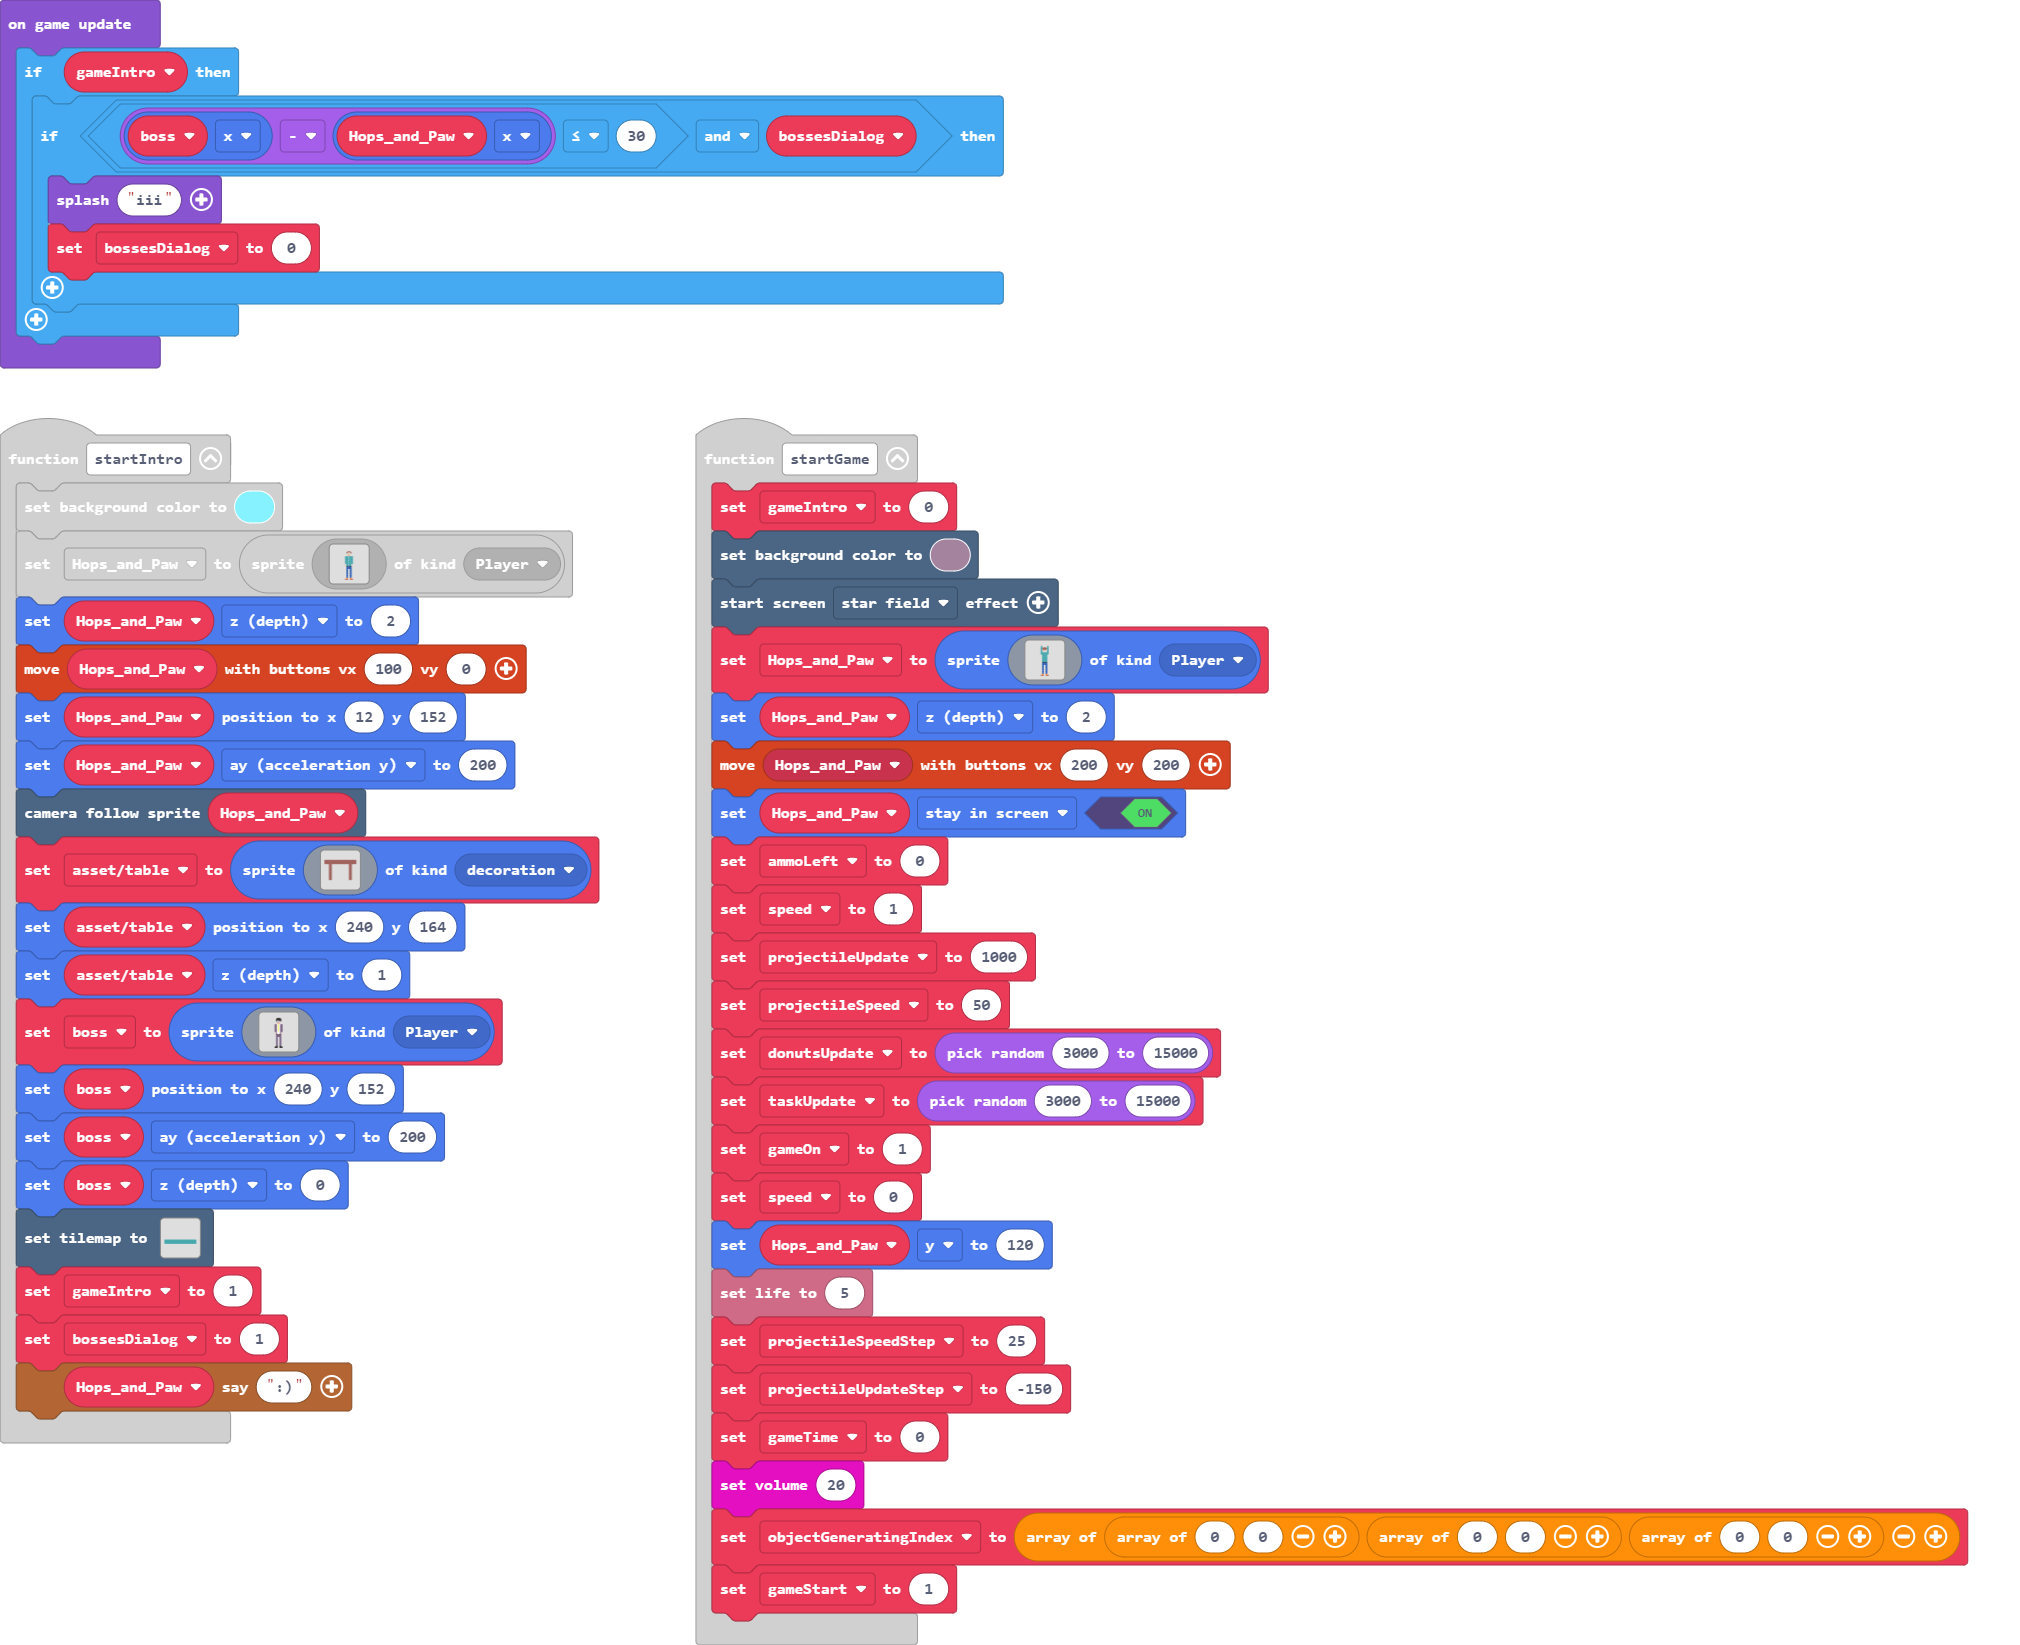 on game update
if gameIntro then
if boss x - Hops_and_Paw x ≤ 30 and bossesDialog then
splash "iii"
set bossesDialog to 0
function startIntro
set background color to
set Hops_and_Paw to sprite of kind Player
set Hops_and_Paw z (depth) to 2
move Hops_and_Paw with buttons vx 100 vy 0
set Hops_and_Paw position to x 12 y 152
set Hops_and_Paw ay (acceleration y) to 200
camera follow sprite Hops_and_Paw
set asset/table to sprite of kind decoration
set asset/table position to x 240 y 164
set asset/table z (depth) to 1
set boss to sprite of kind Player
set boss position to x 240 y 152
set boss ay (acceleration y) to 200
set boss z (depth) to 0
set tilemap to
set gameIntro to 1
set bossesDialog to 1
Hops_and_Paw say ":)"
function startGame
set gameIntro to 0
set background color to
start screen star field effect
set Hops_and_Paw to sprite of kind Player
set Hops_and_Paw z (depth) to 2
move Hops_and_Paw with buttons vx 200 vy 200
set Hops_and_Paw stay in screen ON
set ammoLeft to 0
set speed to 1
set projectileUpdate to 1000
set projectileSpeed to 50
set donutsUpdate to pick random 3000 to 15000
set taskUpdate to pick random 3000 to 15000
set gameOn to 1
set speed to 0
set Hops_and_Paw y to 120
set life to 5
set projectileSpeedStep to 25
set projectileUpdateStep to -150
set gameTime to 0
set volume 20
set objectGeneratingIndex to array of array of 0 0 array of 0 0 array of 0 0
set gameStart to 1